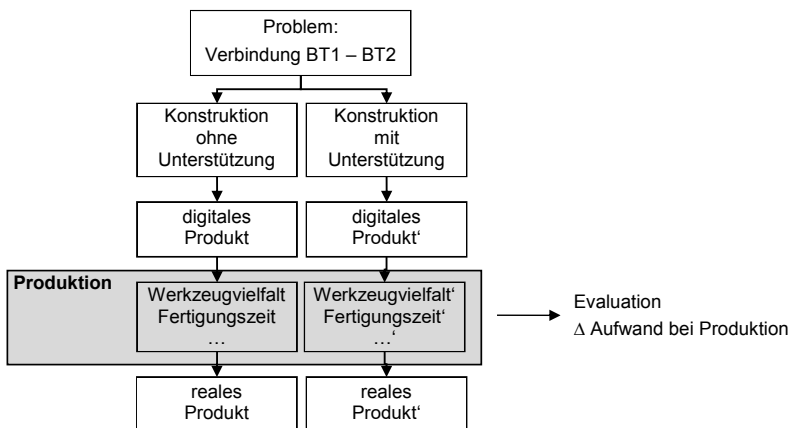 Problem:
Verbindung BT1 – BT2
Konstruktion
ohne
Unterstützung
Konstruktion
mit
Unterstützung
digitales
Produkt
digitales
Produkt‘
Produktion
Werkzeugvielfalt
Fertigungszeit
…
Werkzeugvielfalt‘
Fertigungszeit‘
…‘
Evaluation
Δ Aufwand bei Produktion
reales
Produkt
reales
Produkt‘